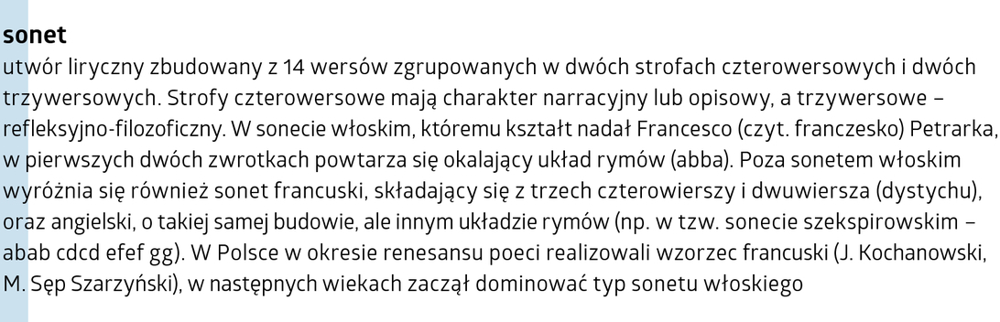 sonet
utwór liryczny zbudowany z 14 wersów zgrupowanych w dwóch strofach czterowersowych i dwóch
trzywersowych. Strofy czterowersowe mają charakter narracyjny lub opisowy, a trzywersowe –
refleksyjno-filozoficzny. W sonecie włoskim, któremu kształt nadał Francesco (czyt. franczesko) Petrarka,
w pierwszych dwóch zwrotkach powtarza się okalający układ rymów (abba). Poza sonetem włoskim
wyróżnia się również sonet francuski, składający się z trzech czterowierszy i dwuwiersza (dystychu),
oraz angielski, o takiej samej budowie, ale innym układzie rymów (np. w tzw. sonecie szekspirowskim –
abab cdcd efef gg). W Polsce w okresie renesansu poeci realizowali wzorzec francuski (J. Kochanowski,
M. Sęp Szarzyński), w następnych wiekach zaczął dominować typ sonetu włoskiego